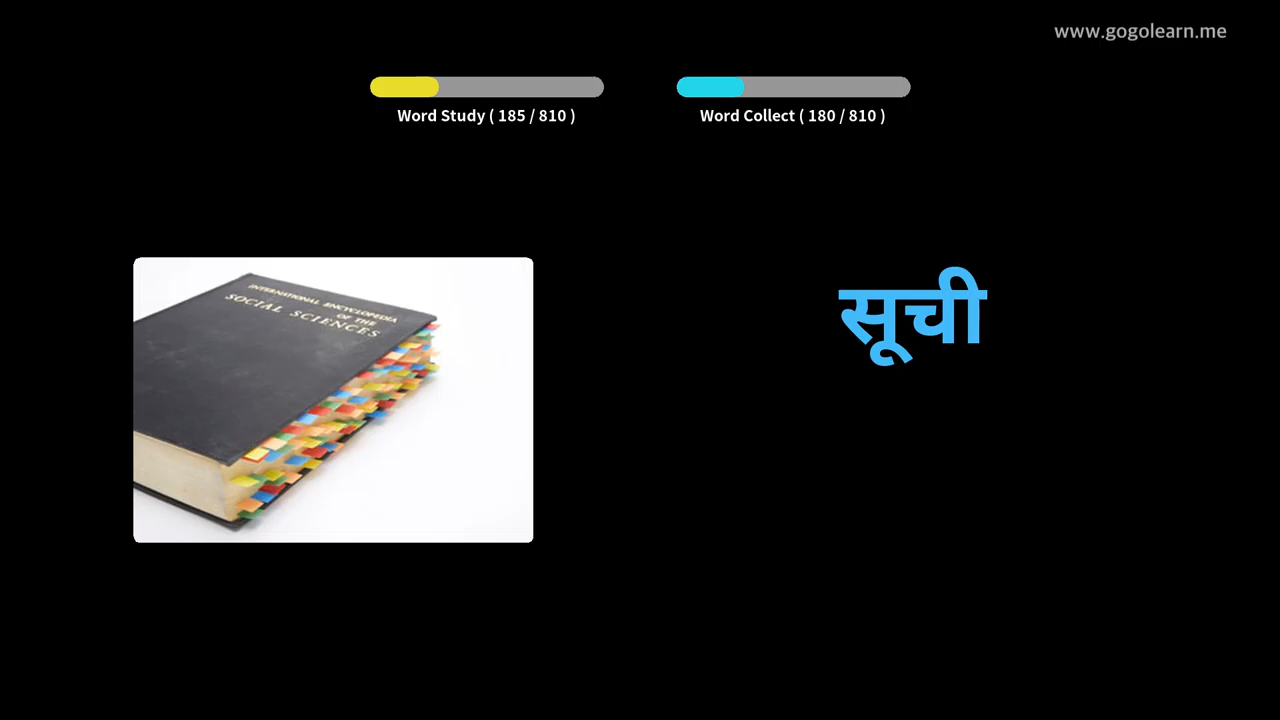 www.gogolearn.me
Word Study ( 185 / 810 )
Word Collect ( 180 / 810 )
INTERNATIONAL ENCYCLOPEDIA
OF THE
SOCIAL SCIENCES
सूची